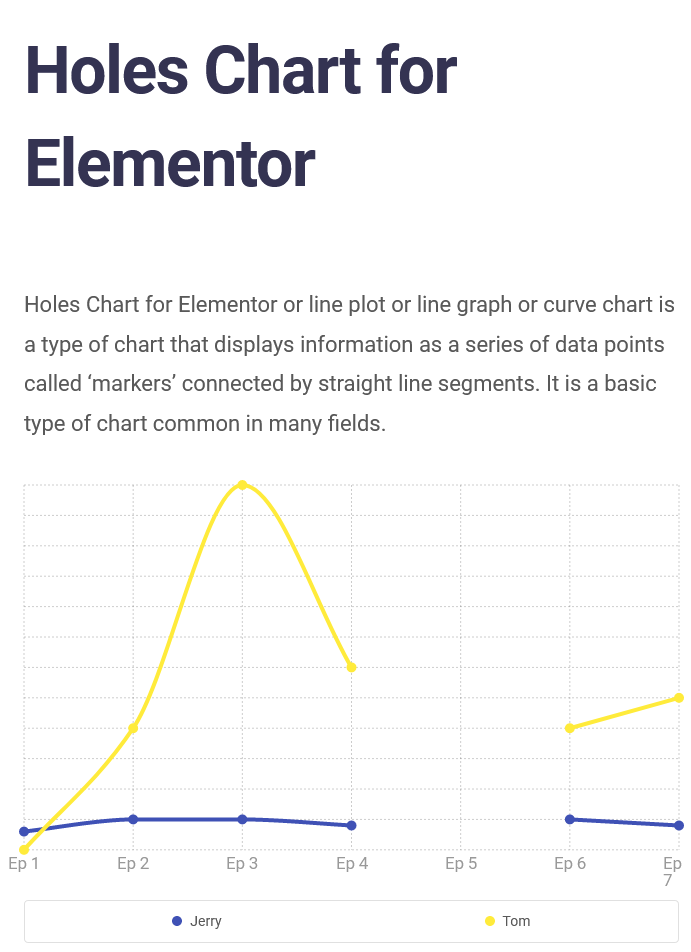 Holes Chart for
Elementor
Holes Chart for Elementor or line plot or line graph or curve chart is
a type of chart that displays information as a series of data points
called ‘markers’ connected by straight line segments. It is a basic
type of chart common in many fields.
Ep 1 Ep 2 Ep 3 Ep 4 Ep 5 Ep 6 Ep
7
Jerry Tom